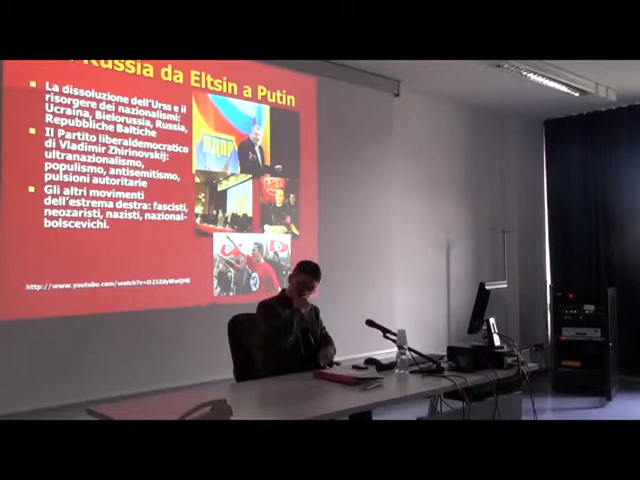 Russia da Eltsin a Putin
La dissoluzione dell'Urss e il
risorgere dei nazionalismi:
Ucraina, Bielorussia, Russia,
Repubbliche Baltiche
Il Partito liberaldemocratico
di Vladimir Zhirinovskij:
ultranazionalismo,
populismo, antisemitismo,
pulsioni autoritarie
Gli altri movimenti
dell'estrema destra: fascisti,
neozaristi, nazisti, nazional-
bolscevichi.
ЛДПР